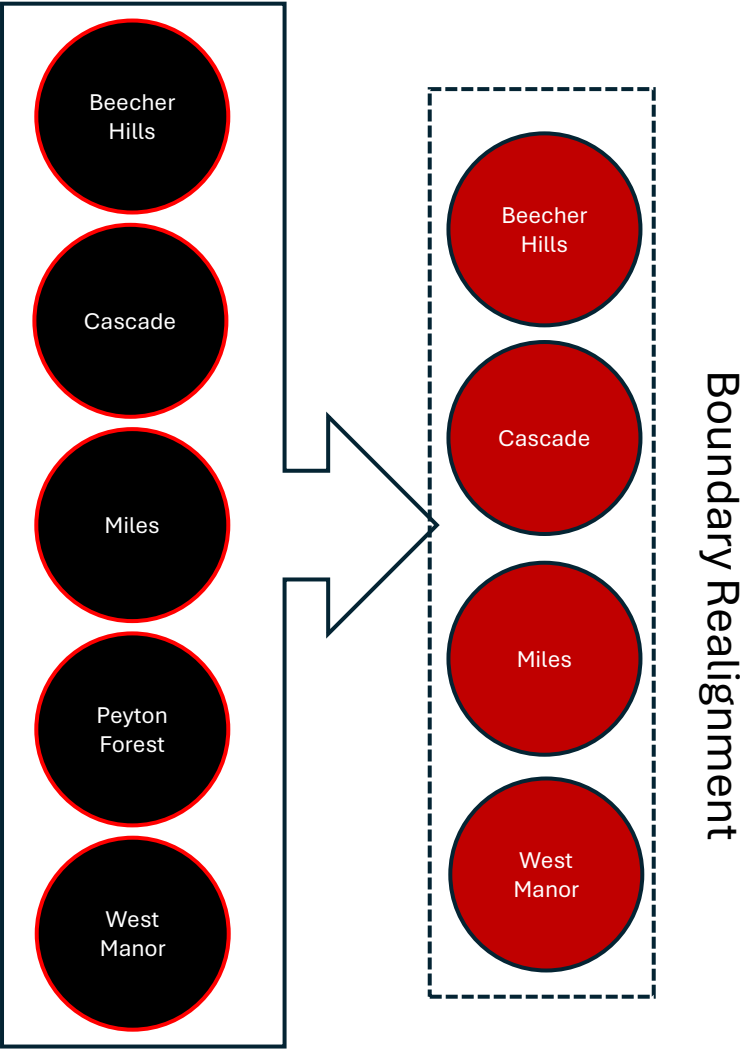 Beecher
Hills
Cascade
Miles
Peyton
Forest
West
Manor
Beecher
Hills
Cascade
Miles
West
Manor
Boundary Realignment